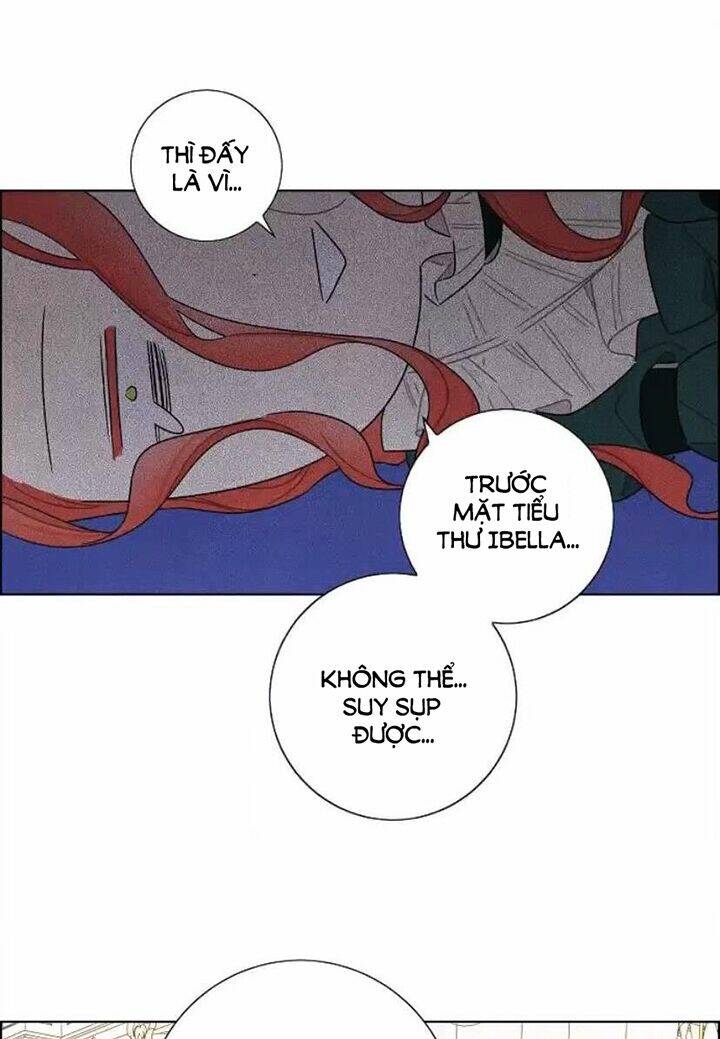 THÌ ĐẤY
LÀ VÌ...
TRƯỚC
MẶT TIỂU
THƯ IBELLA...
KHÔNG THỂ...
SUY SỤP
ĐƯỢC...